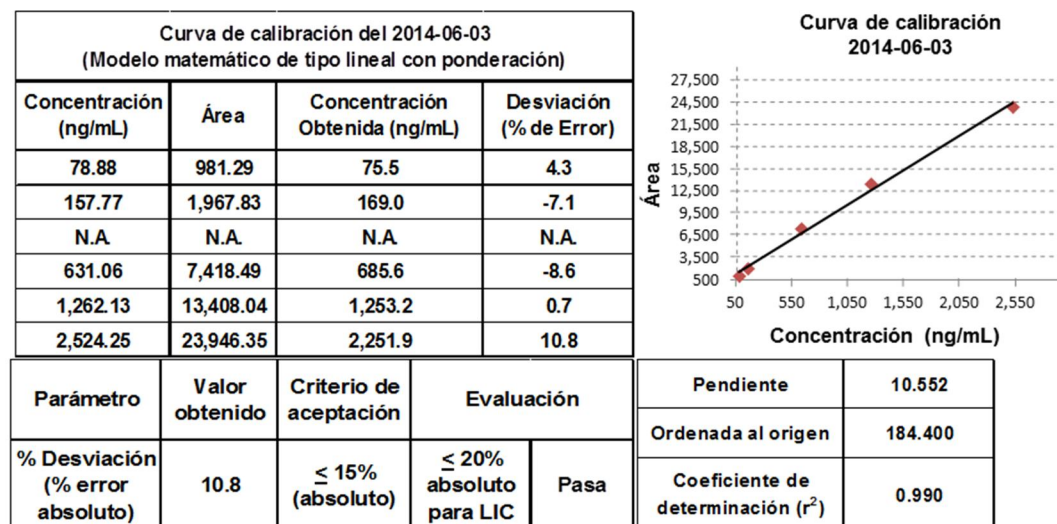 Curva de calibración del 2014-06-03
(Modelo matemático de tipo lineal con ponderación)
Concentración
(ng/mL)
Área
Concentración
Obtenida (ng/mL)
Desviación
(% de Error)
78.88 981.29 75.5 4.3
157.77 1,967.83 169.0 -7.1
N.A. N.A. N.A. N.A.
631.06 7,418.49 685.6 -8.6
1,262.13 13,408.04 1,253.2 0.7
2,524.25 23,946.35 2,251.9 10.8
Parámetro
Valor
obtenido
Criterio de
aceptación
Evaluación
% Desviación
(% error
absoluto)
10.8
≤ 15%
(absoluto)
≤ 20%
absoluto
para LIC
Pasa
Curva de calibración
2014-06-03
Área
27,500
24,500
21,500
18,500
15,500
12,500
9,500
6,500
3,500
500
50 550 1,050 1,550 2,050 2,550
Concentración (ng/mL)
Pendiente 10.552
Ordenada al origen 184.400
Coeficiente de
determinación (r²)
0.990